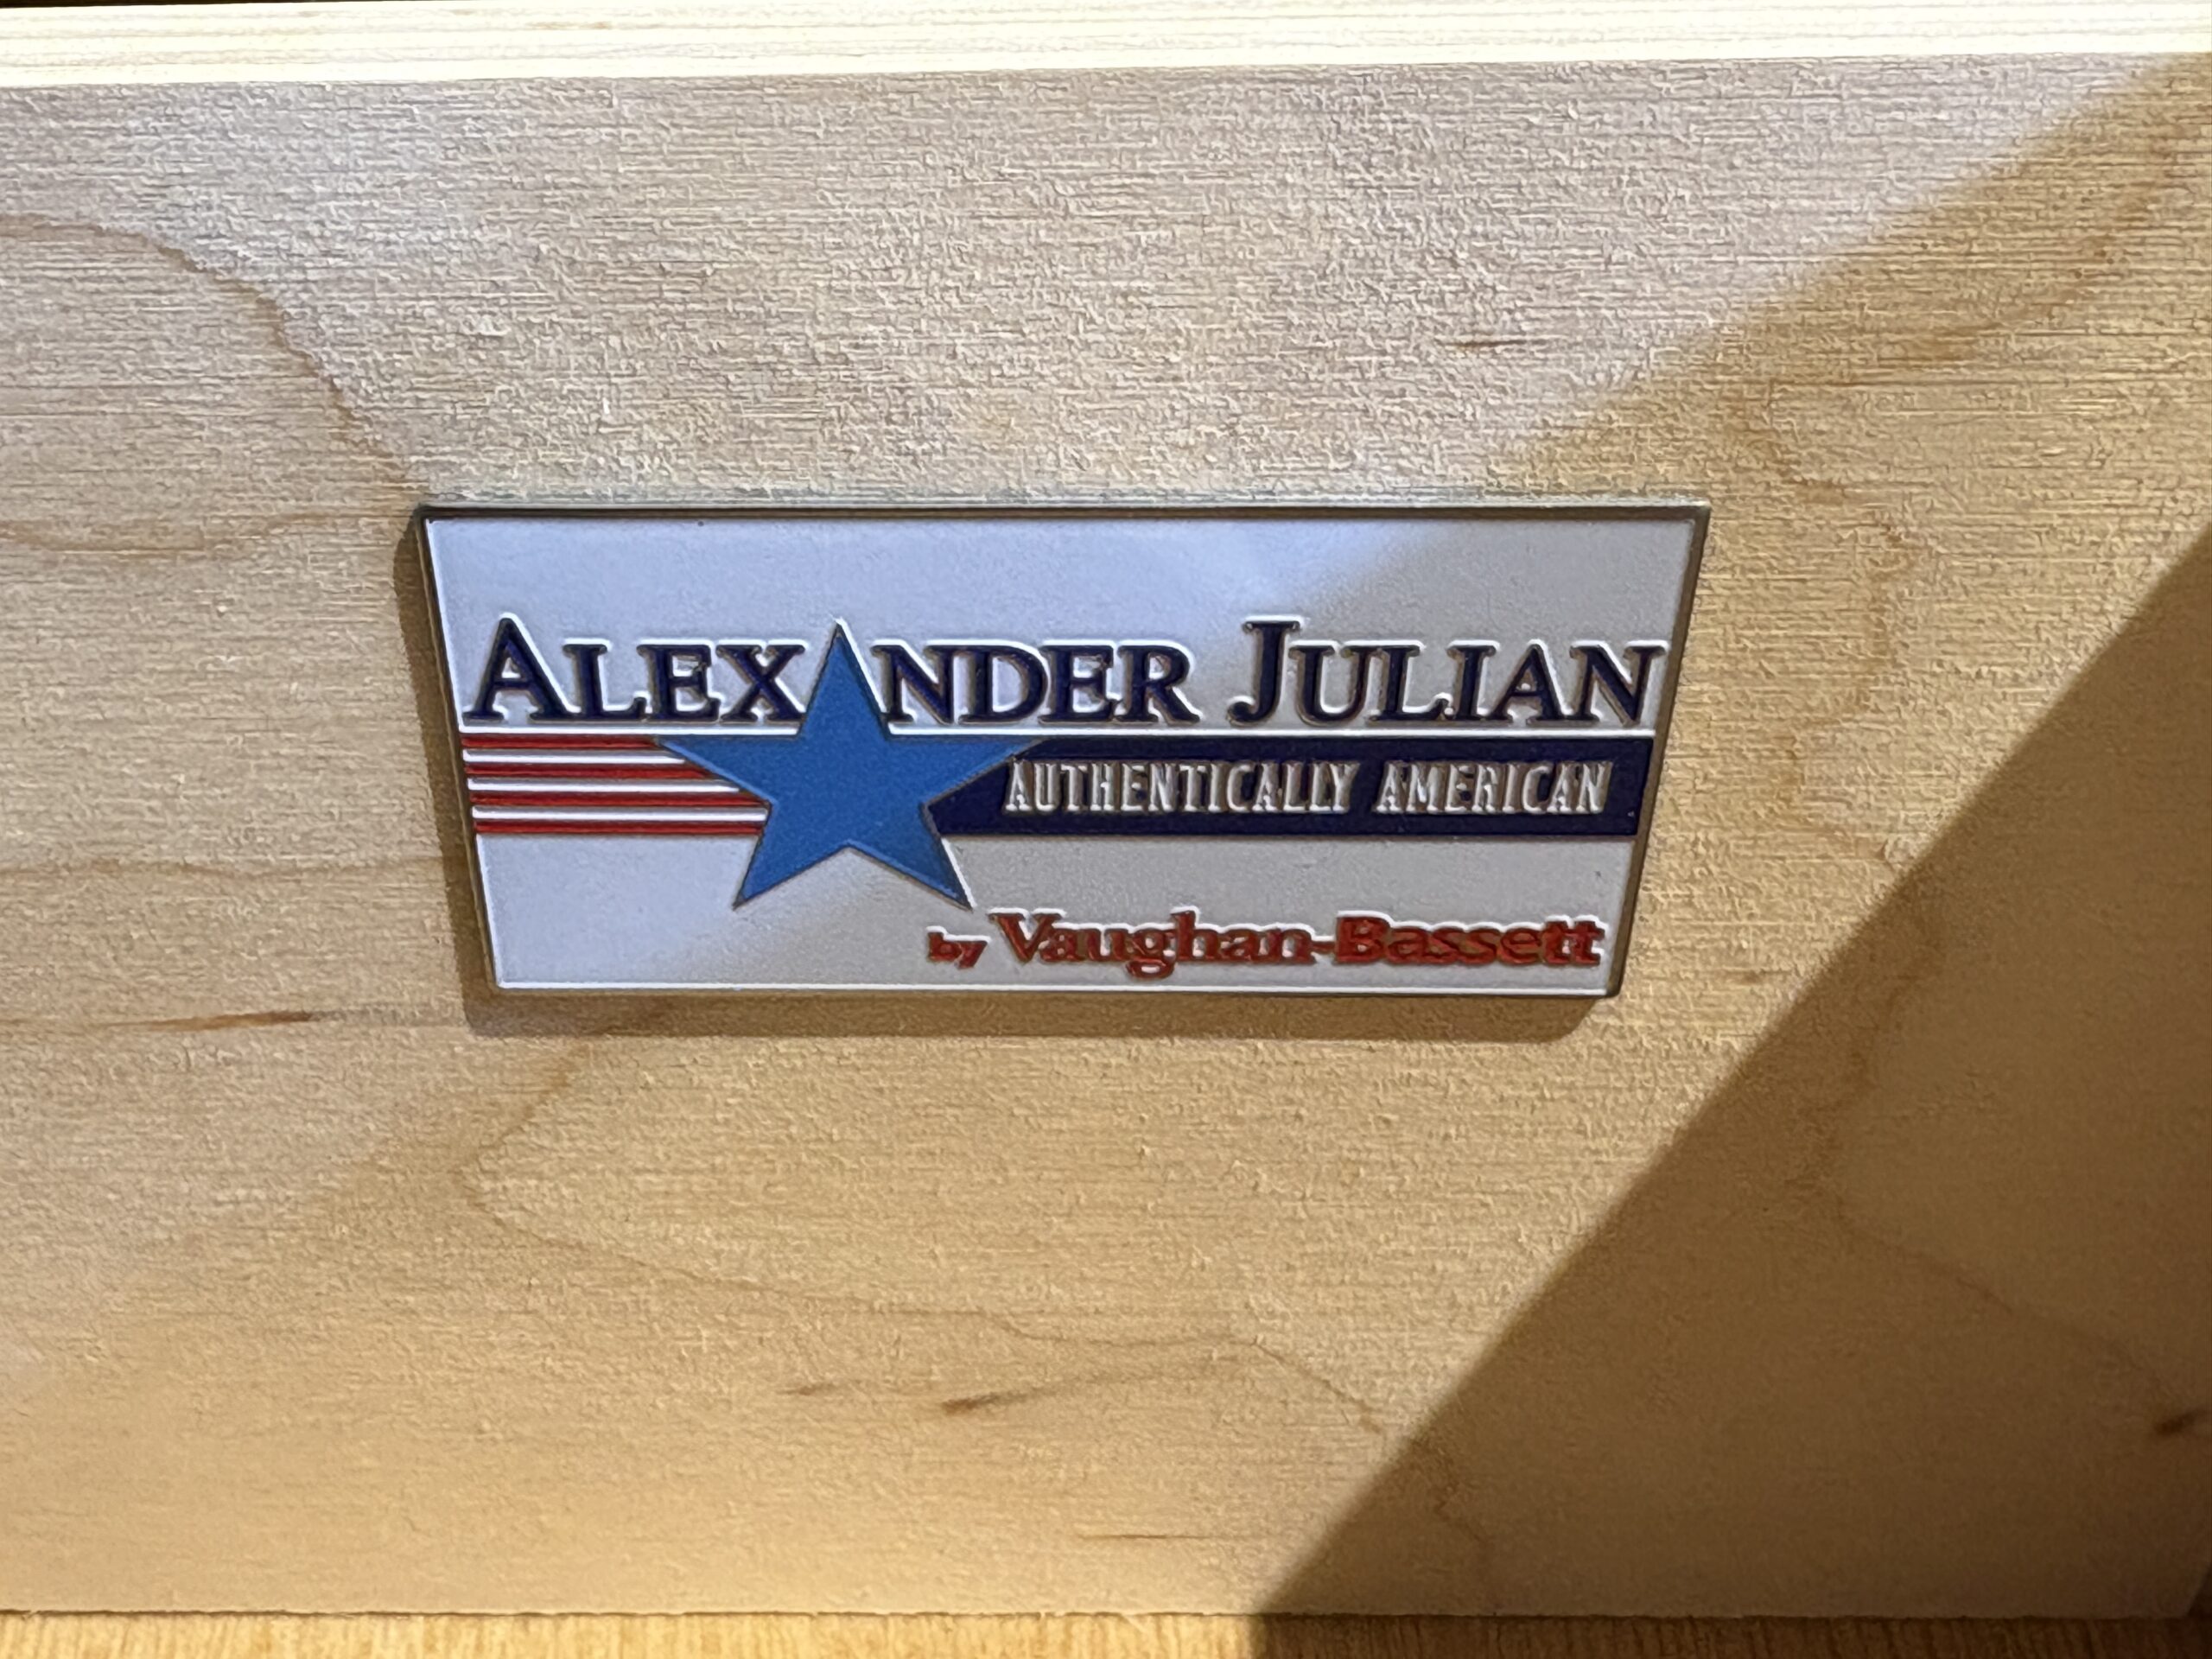 ALEXANDER JULIAN
AUTHENTICALLY AMERICAN
by Vaughan-Bassett